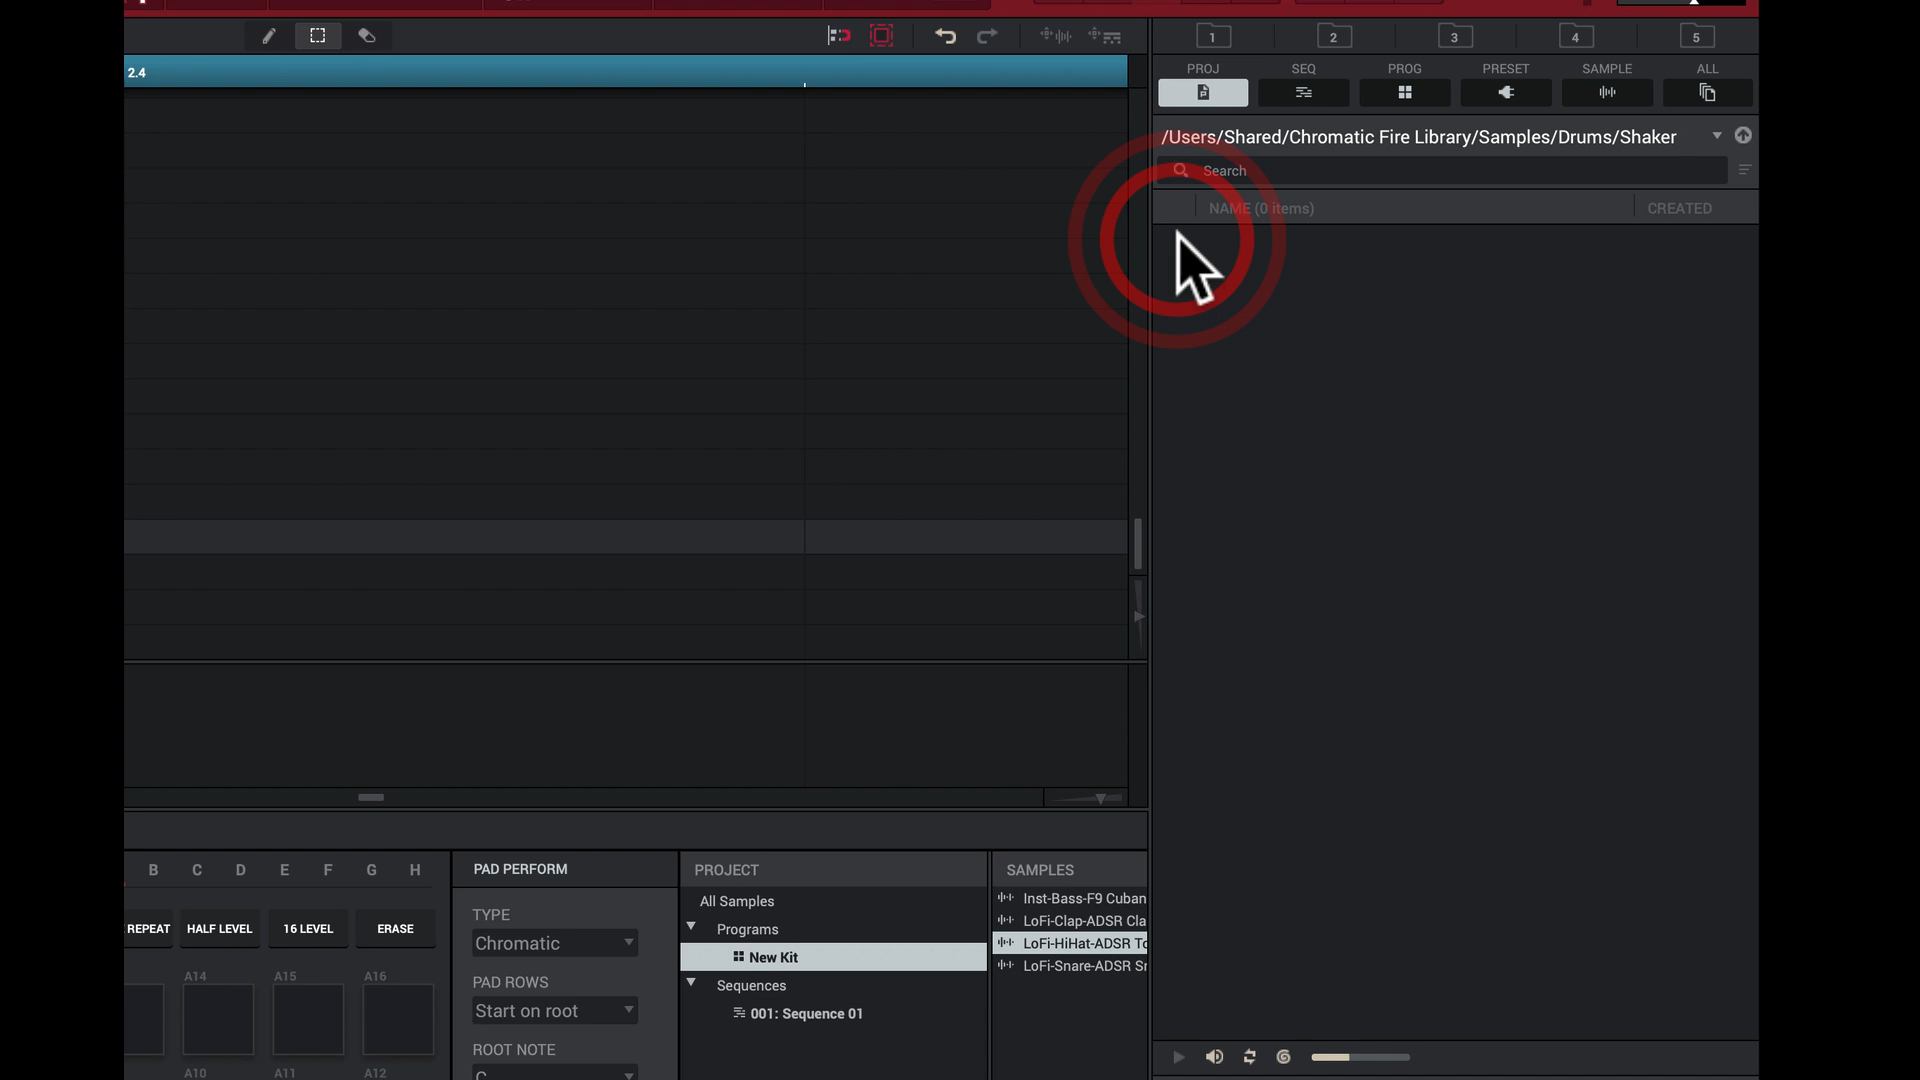 2.4
1
2
3
4
5
PROJ
SEQ
PROG
PRESET
SAMPLE
ALL
/Users/Shared/Chromatic Fire Library/Samples/Drums/Shaker
Search
NAME (0 items)
CREATED
B
C
D
E
F
G
H
REPEAT
HALF LEVEL
16 LEVEL
ERASE
A14
A15
A16
A10
A11
A12
PAD PERFORM
TYPE
Chromatic
PAD ROWS
Start on root
ROOT NOTE
C
PROJECT
All Samples
Programs
New Kit
Sequences
001: Sequence 01
SAMPLES
Inst-Bass-F9 Cuban
LoFi-Clap-ADSR Cla
LoFi-HiHat-ADSR To
LoFi-Snare-ADSR Sn